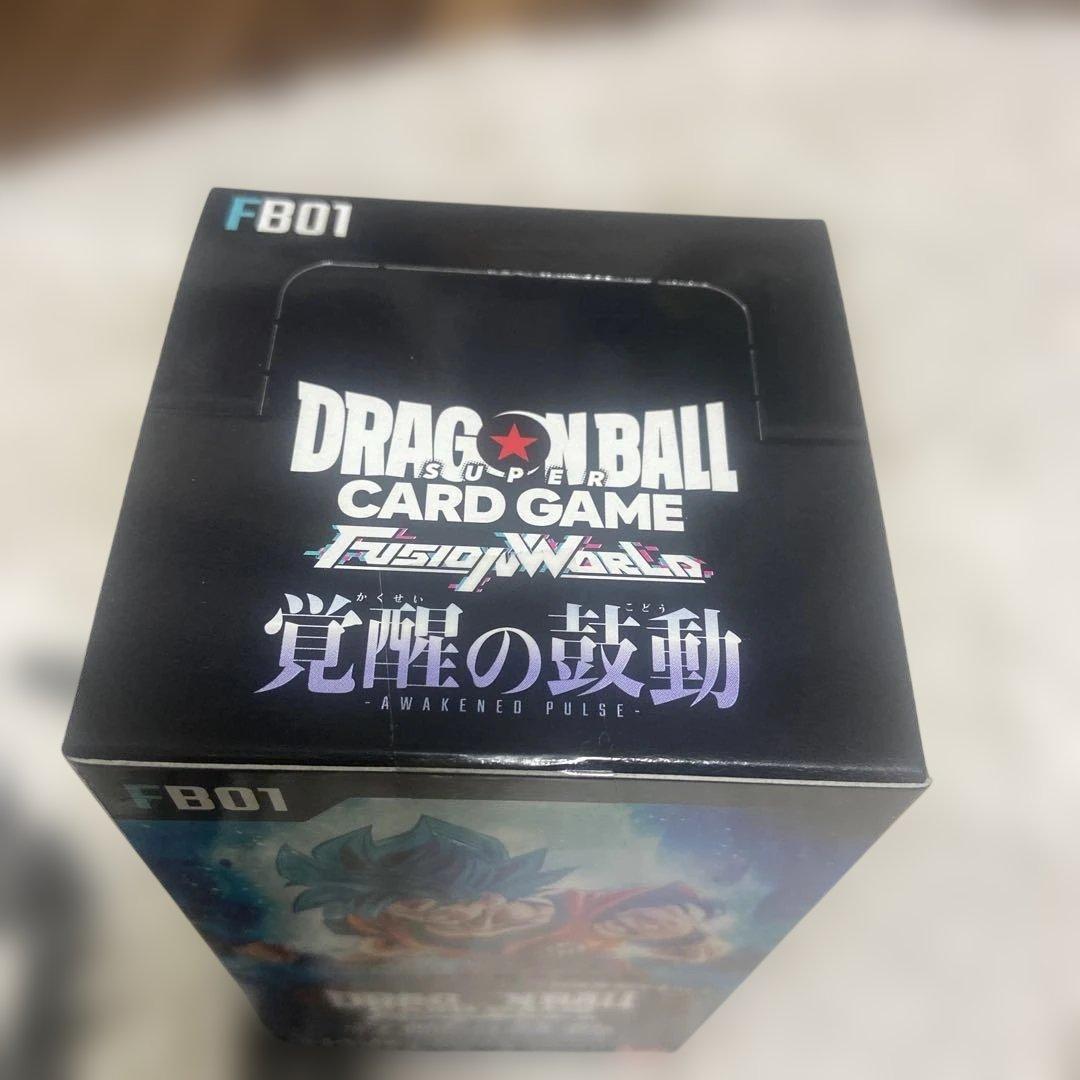 FB01
DRAGON BALL
SUPER
CARD GAME
FUSION WORLD
かくせい こどう
覚醒の鼓動
-AWAKENED PULSE-
FB01